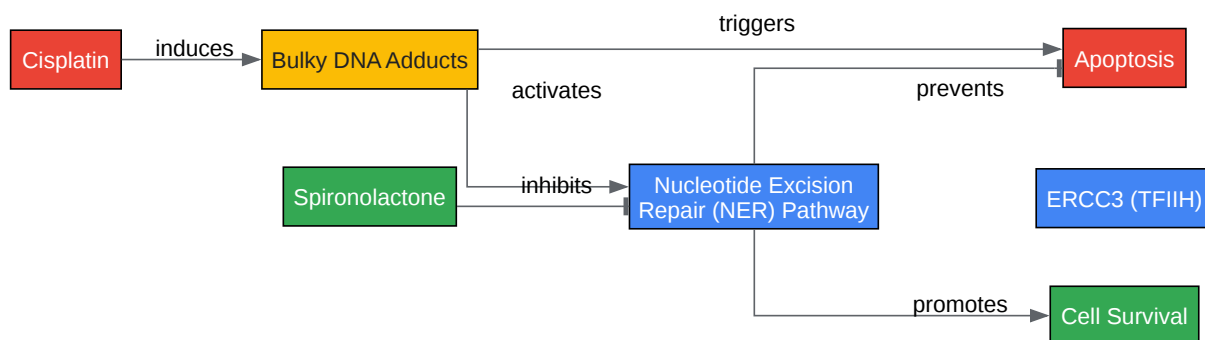 triggers
Cisplatin
induces
Bulky DNA Adducts
Apoptosis
activates
prevents
Spironolactone
inhibits
Nucleotide Excision
Repair (NER) Pathway
ERCC3 (TFIIH)
promotes
Cell Survival